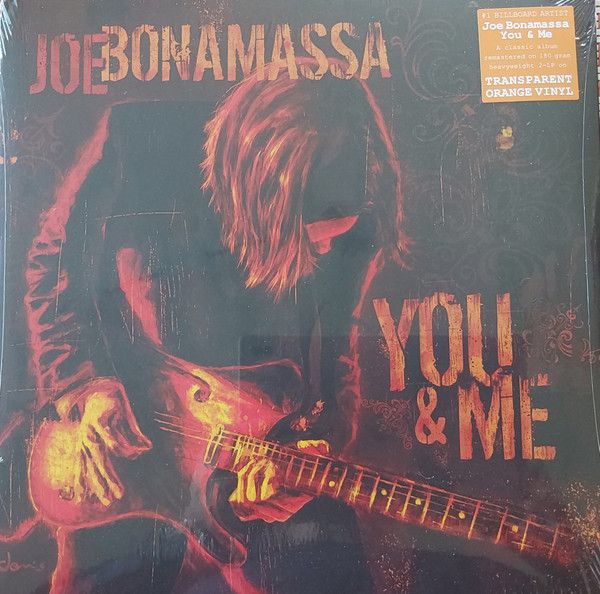 JOE BONAMASSA
#1 BILLBOARD ARTIST
Joe Bonamassa
You & Me
A classic album
remastered on 180 gram
heavyweight 2-LP on
TRANSPARENT
ORANGE VINYL
YOU
& ME
davis